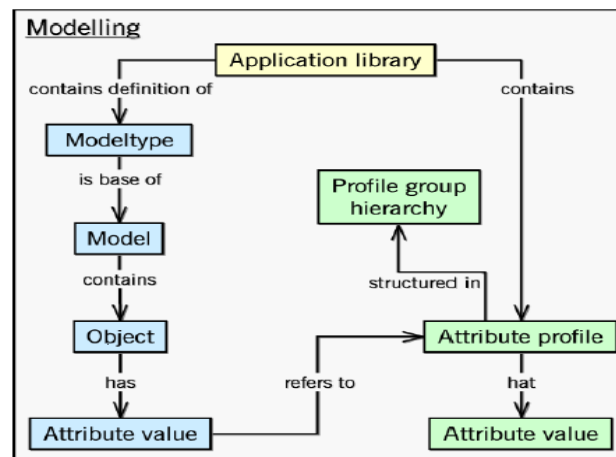 Modelling
Application library
contains definition of
contains
Modeltype
is base of
Profile group
hierarchy
Model
contains
structured in
Object
Attribute profile
has
refers to
hat
Attribute value
Attribute value